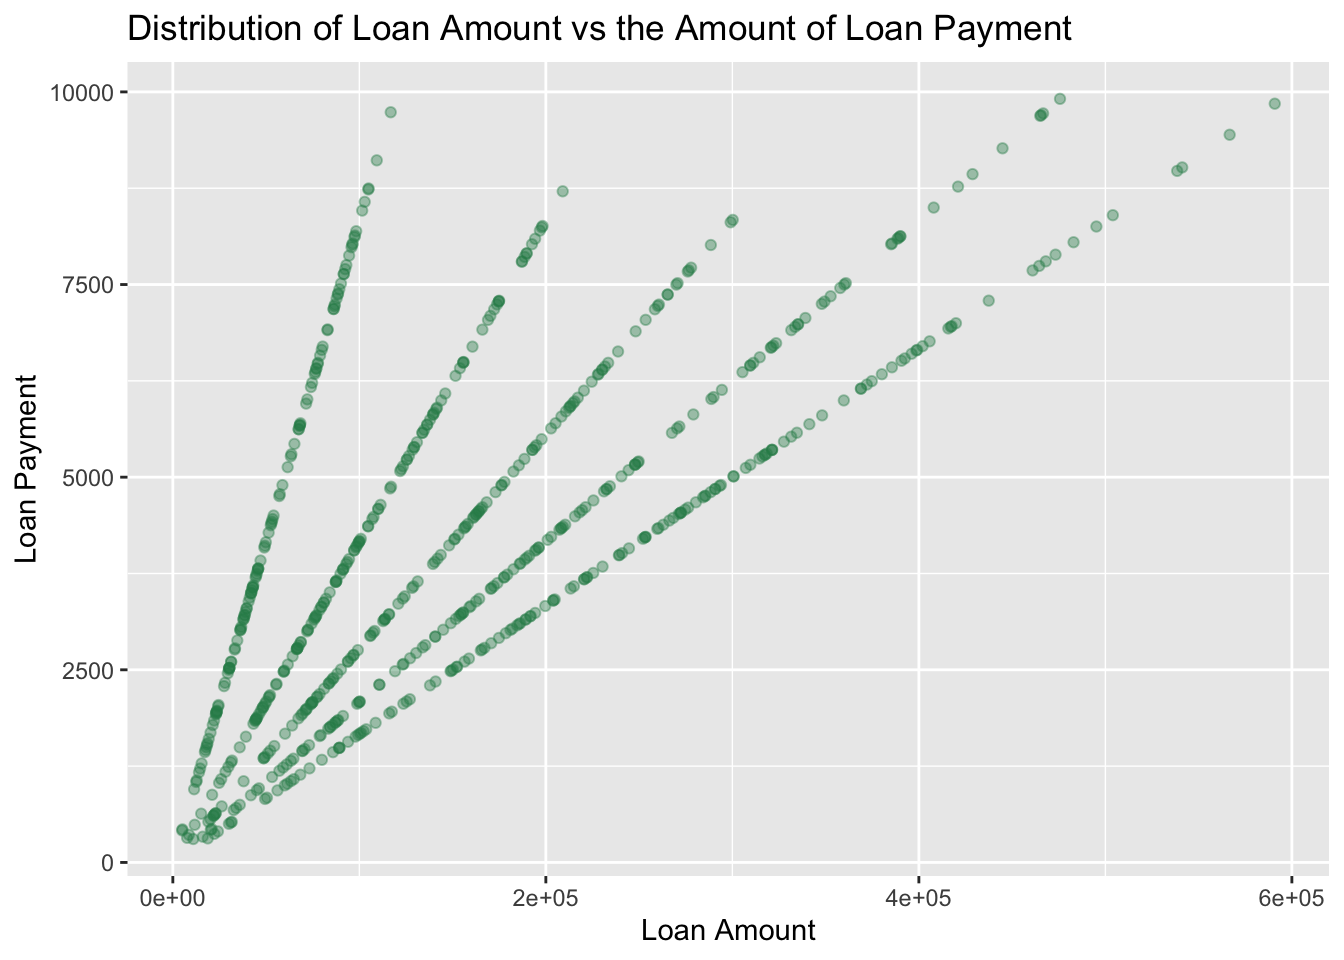 Distribution of Loan Amount vs the Amount of Loan Payment
10000
7500
5000
2500
0
Loan Payment
0e+00
2e+05
4e+05
6e+05
Loan Amount